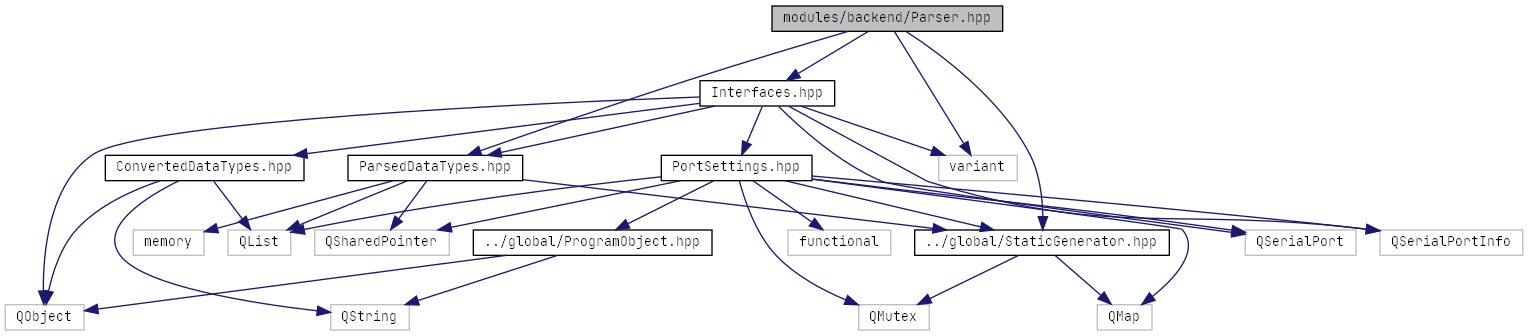 modules/backend/Parser.hpp
Interfaces.hpp
ConvertedDataTypes.hpp
ParsedDataTypes.hpp
PortSettings.hpp
variant
memory
QList
QSharedPointer
../global/ProgramObject.hpp
functional
../global/StaticGenerator.hpp
QSerialPort
QSerialPortInfo
QObject
QString
QMutex
QMap